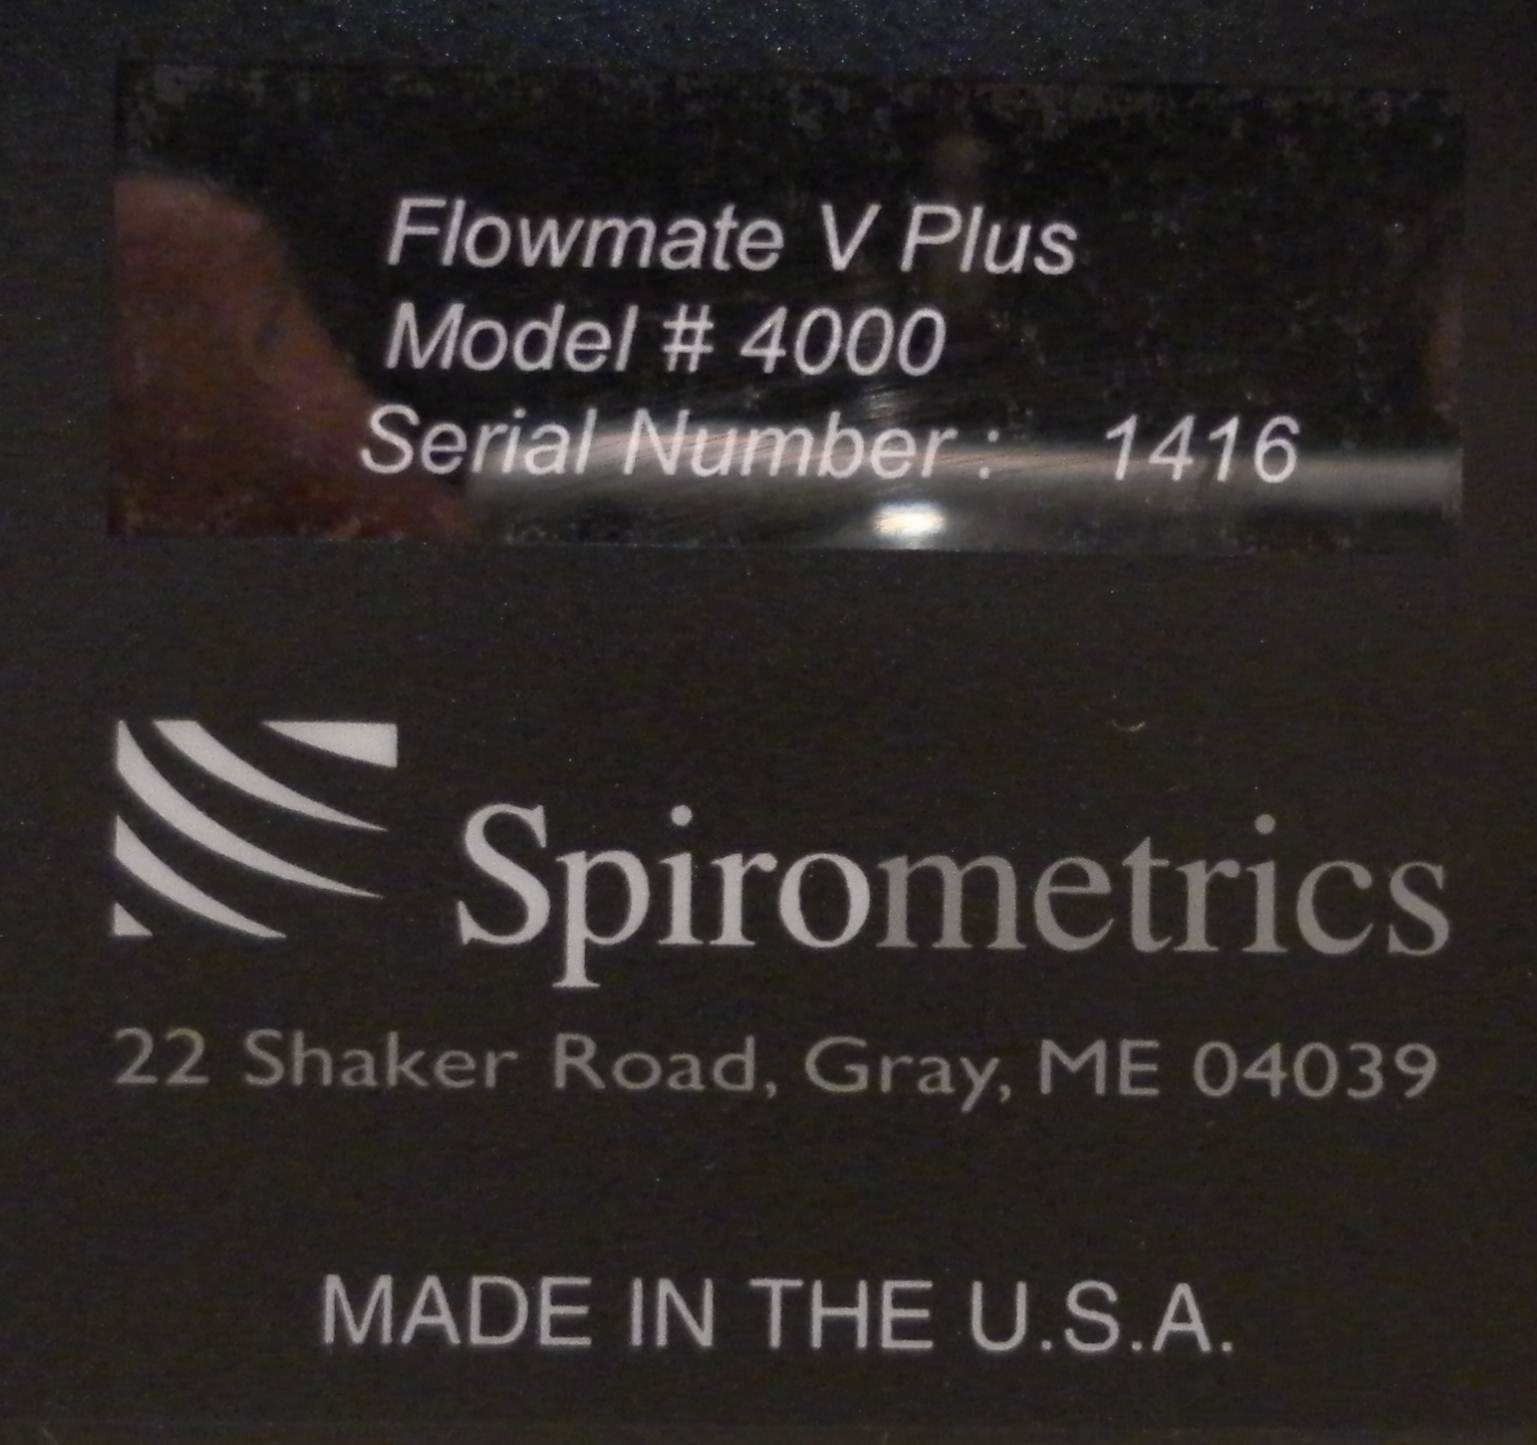 Flowmate V Plus
Model # 4000
Serial Number : 1416
Spirometrics
22 Shaker Road, Gray, ME 04039
MADE IN THE U.S.A.